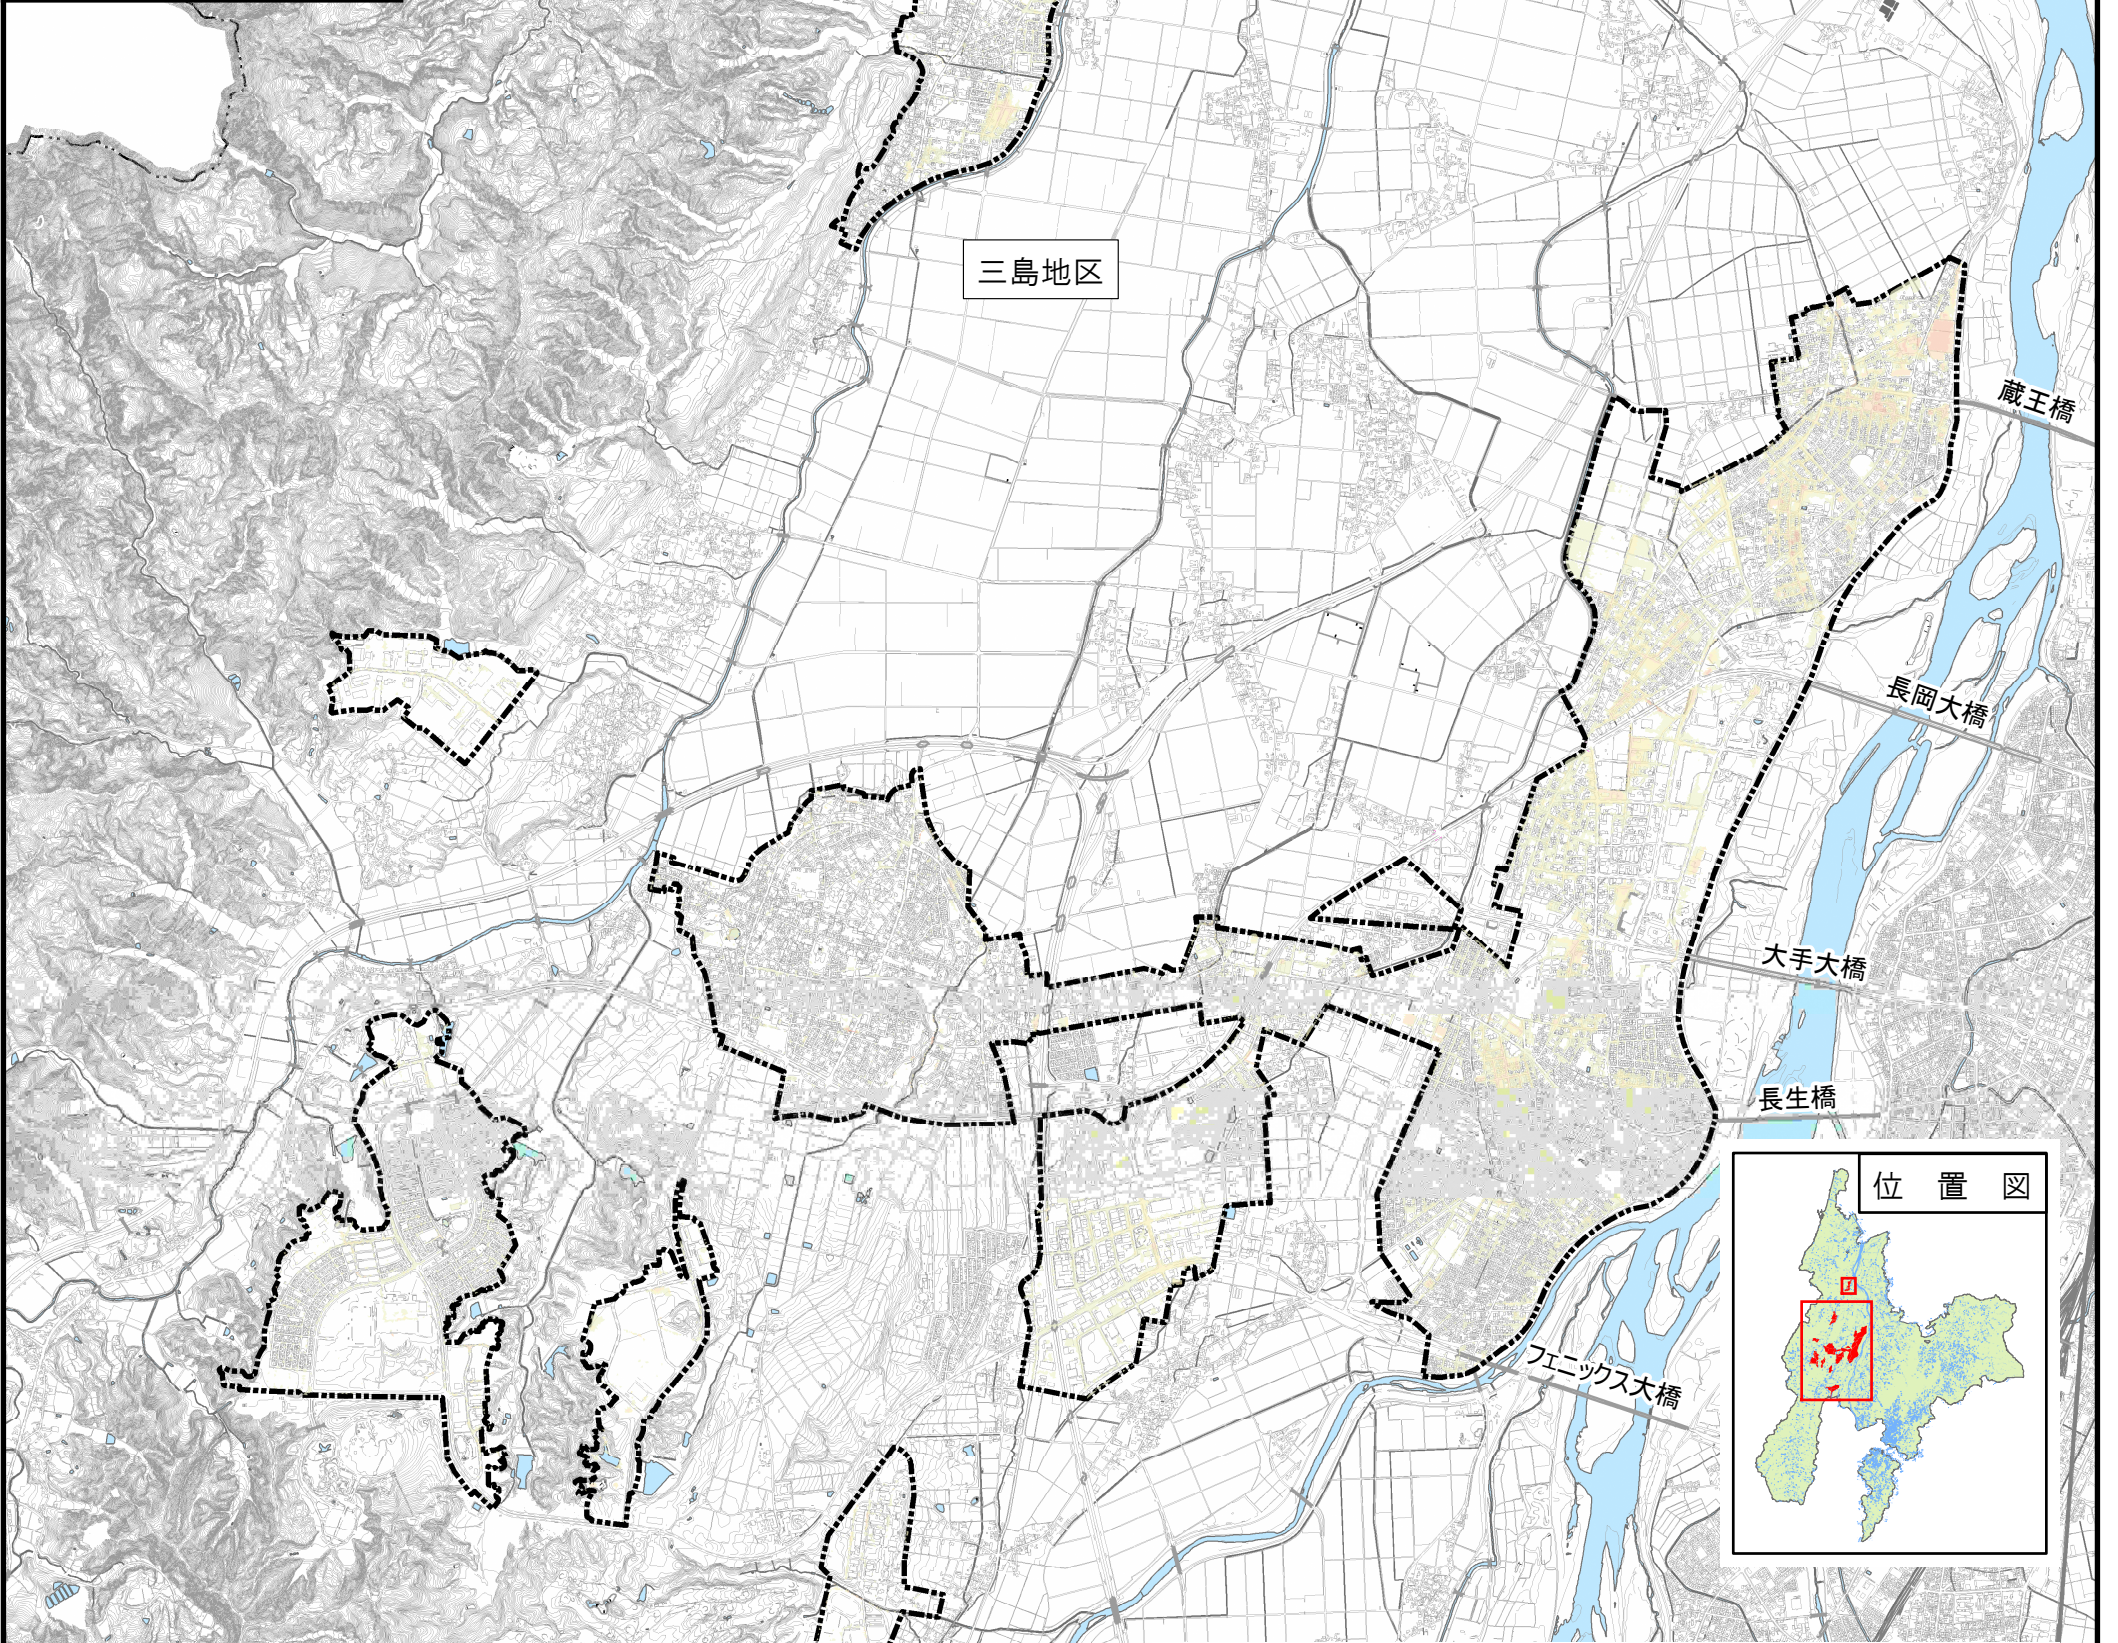 三島地区
蔵王橋
長岡大橋
大手大橋
長生橋
位 置 図
フェニックス大橋